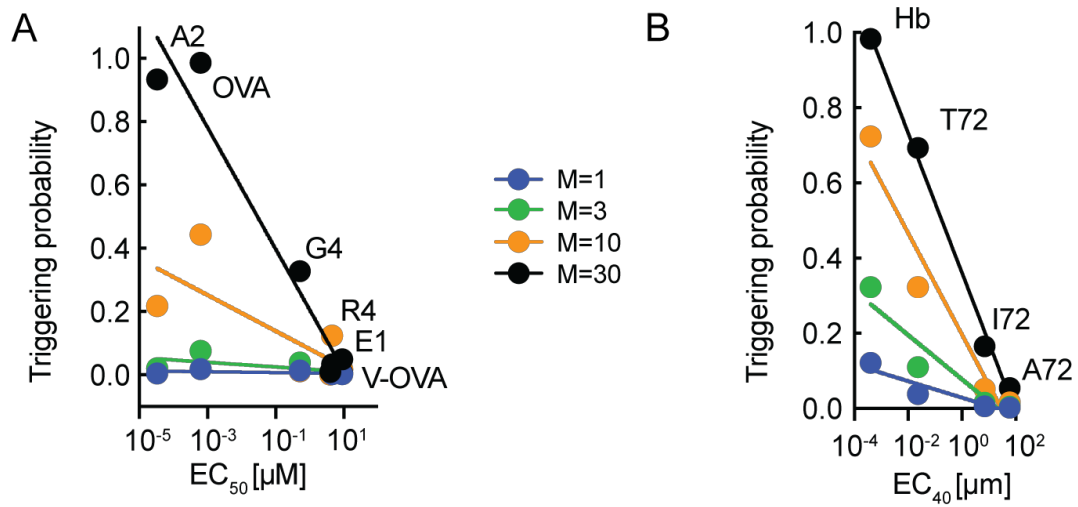 A
Triggering probability
1.0
0.8
0.6
0.4
0.2
0.0
A2
OVA
G4
R4
E1
V-OVA
10⁻⁵
10⁻³
10⁻¹
10¹
EC₅₀ [µM]
M=1
M=3
M=10
M=30
B
Triggering probability
1.0
0.8
0.6
0.4
0.2
0.0
Hb
T72
I72
A72
10⁻⁴
10⁻²
10⁰
10²
EC₄₀ [µm]